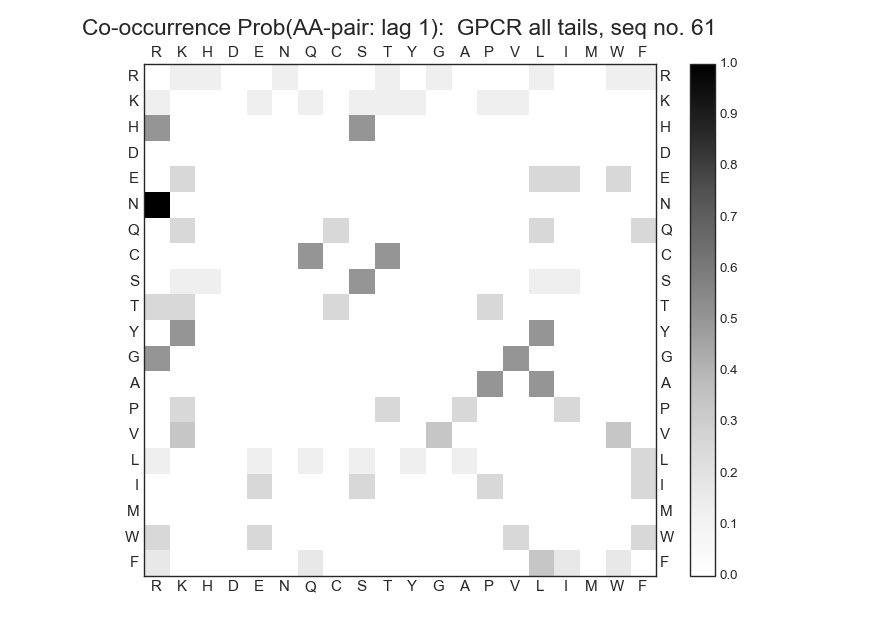 Co-occurrence Prob(AA-pair: lag 1):  GPCR all tails, seq no. 61
R K H D E N Q C S T Y G A P V L I M W F
R R 1.0
K K 0.9
H H
D D 0.8
E E
N N 0.7
Q Q
C C 0.6
S S
T T 0.5
Y Y
G G 0.4
A A
P P 0.3
V V
L L 0.2
I I
M M 0.1
W W
F F 0.0
R K H D E N Q C S T Y G A P V L I M W F